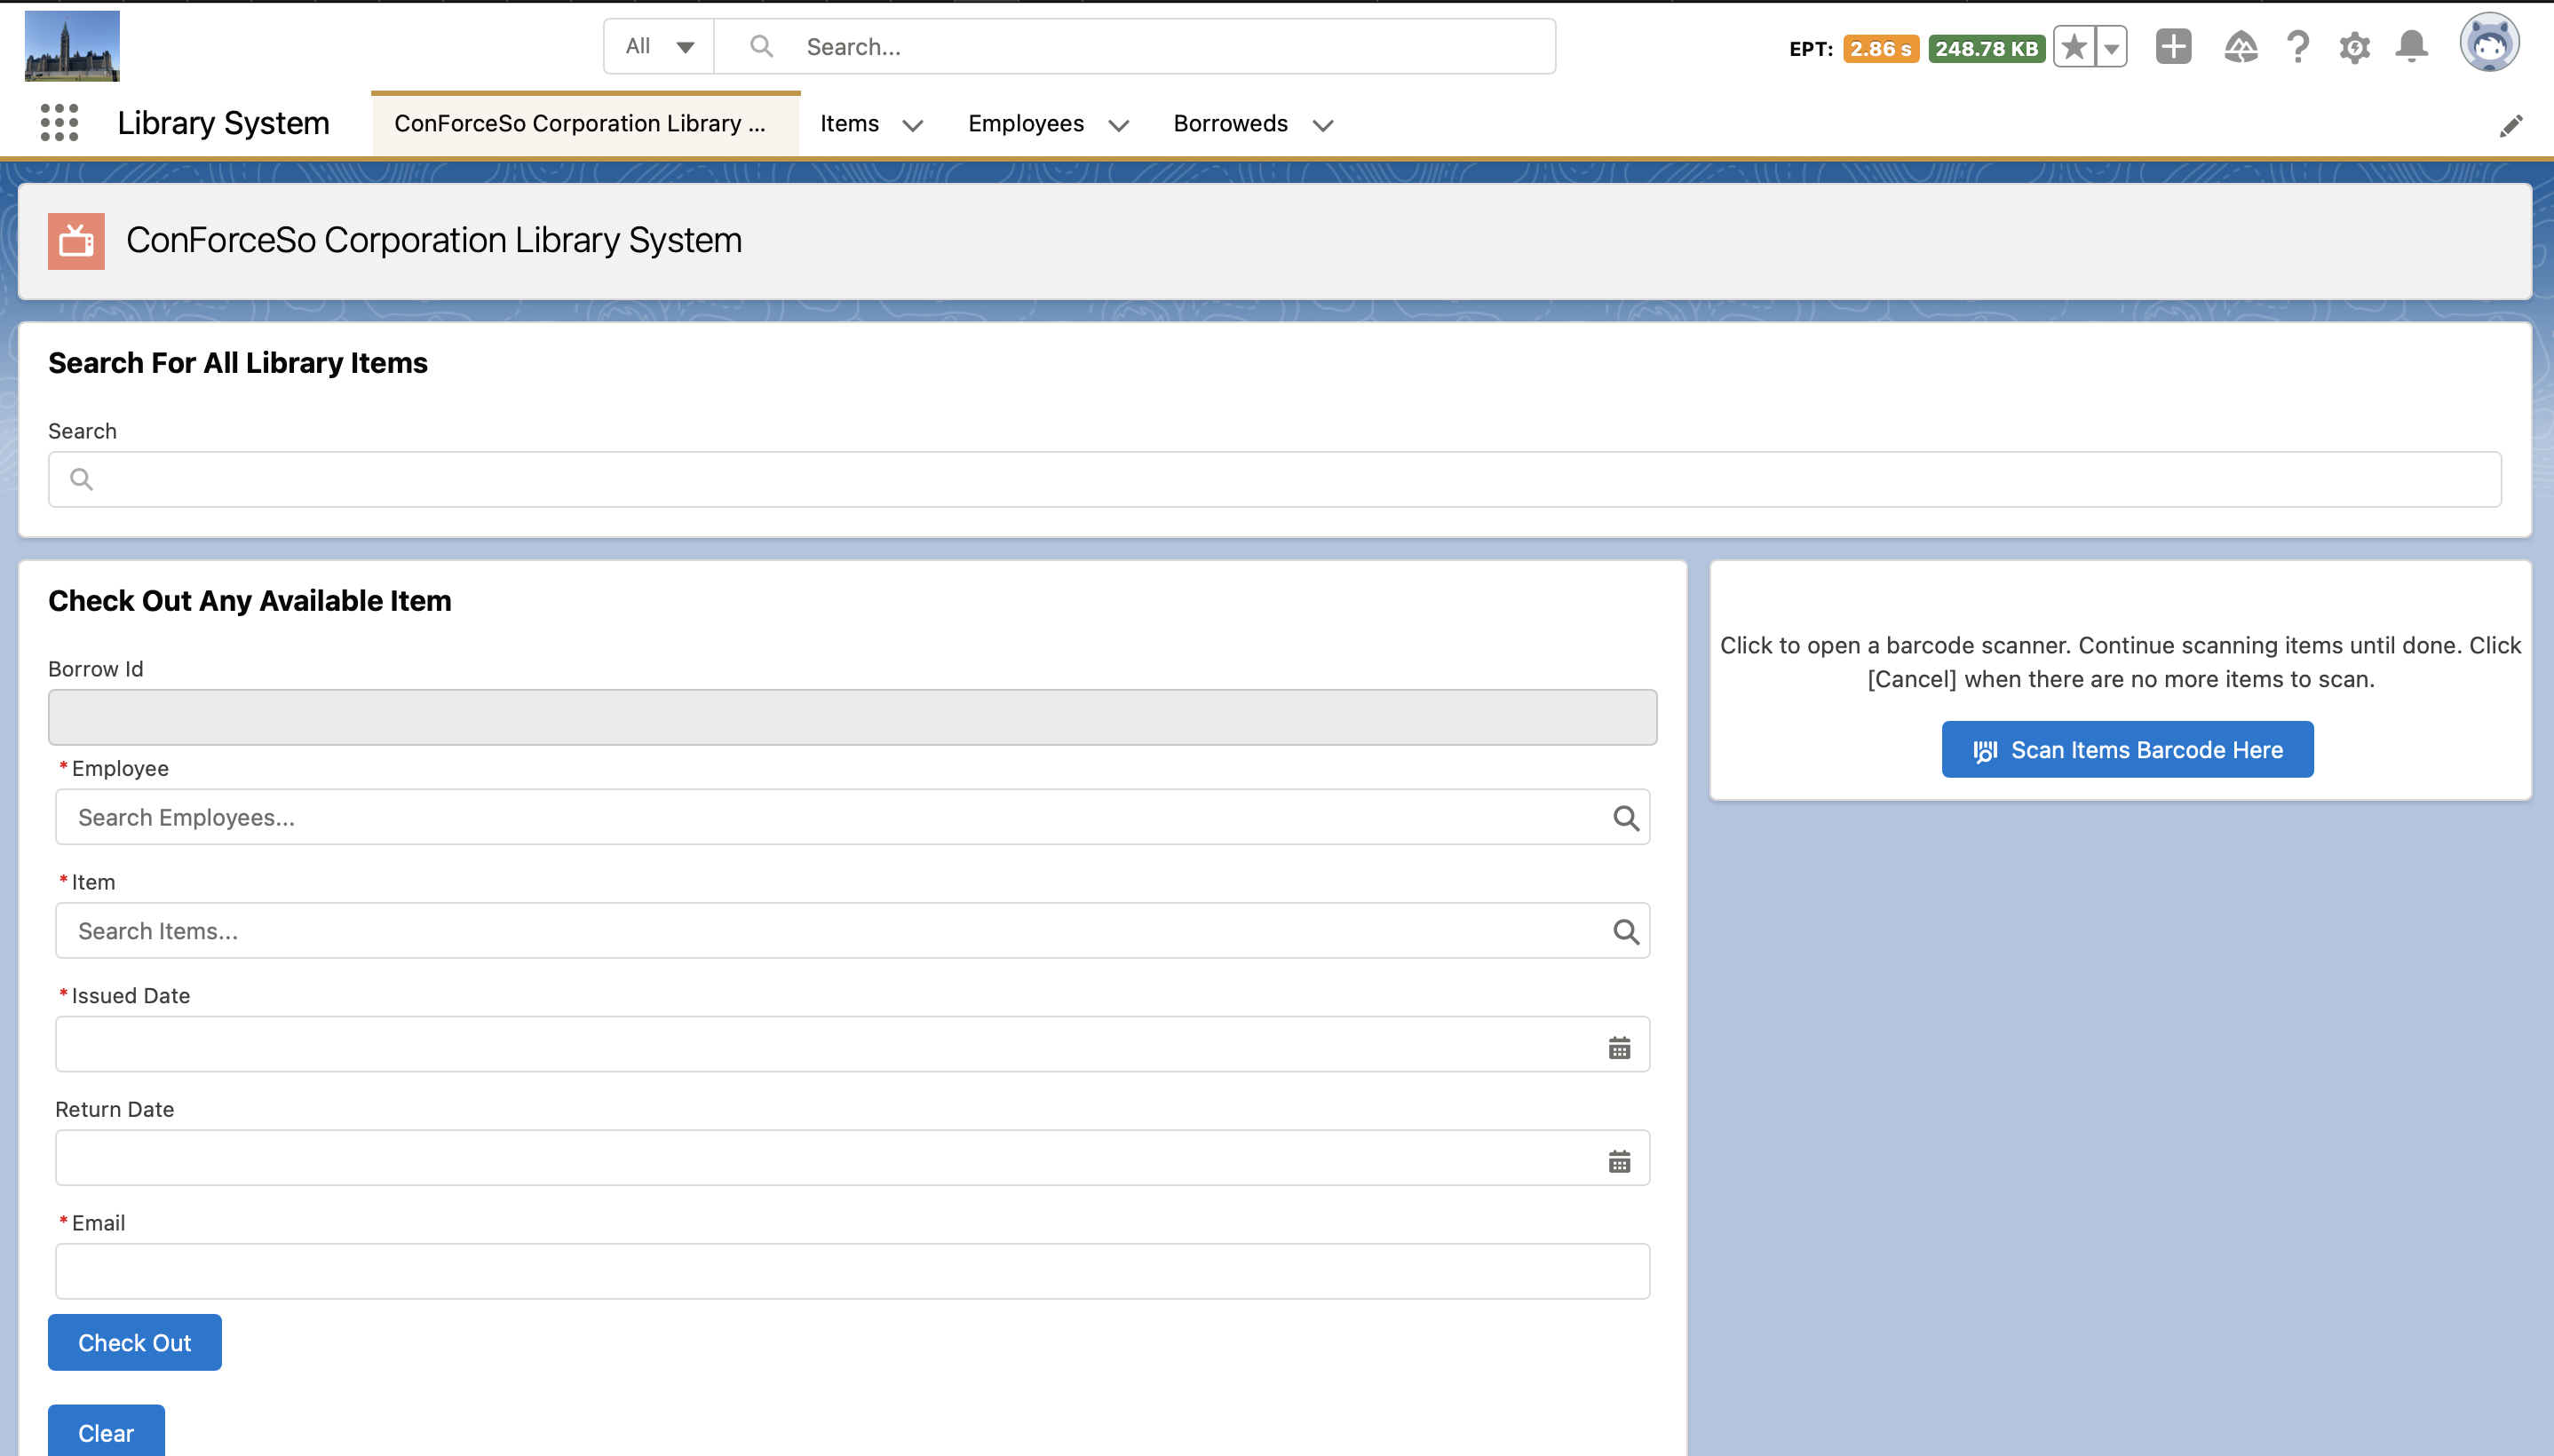 All
Search...
EPT: 2.86 s 248.78 KB
Library System
ConForceSo Corporation Library ...
Items
Employees
Borroweds
ConForceSo Corporation Library System
Search For All Library Items
Search
Check Out Any Available Item
Borrow Id
* Employee
Search Employees...
* Item
Search Items...
* Issued Date
Return Date
* Email
Check Out
Clear
Click to open a barcode scanner. Continue scanning items until done. Click
[Cancel] when there are no more items to scan.
Scan Items Barcode Here